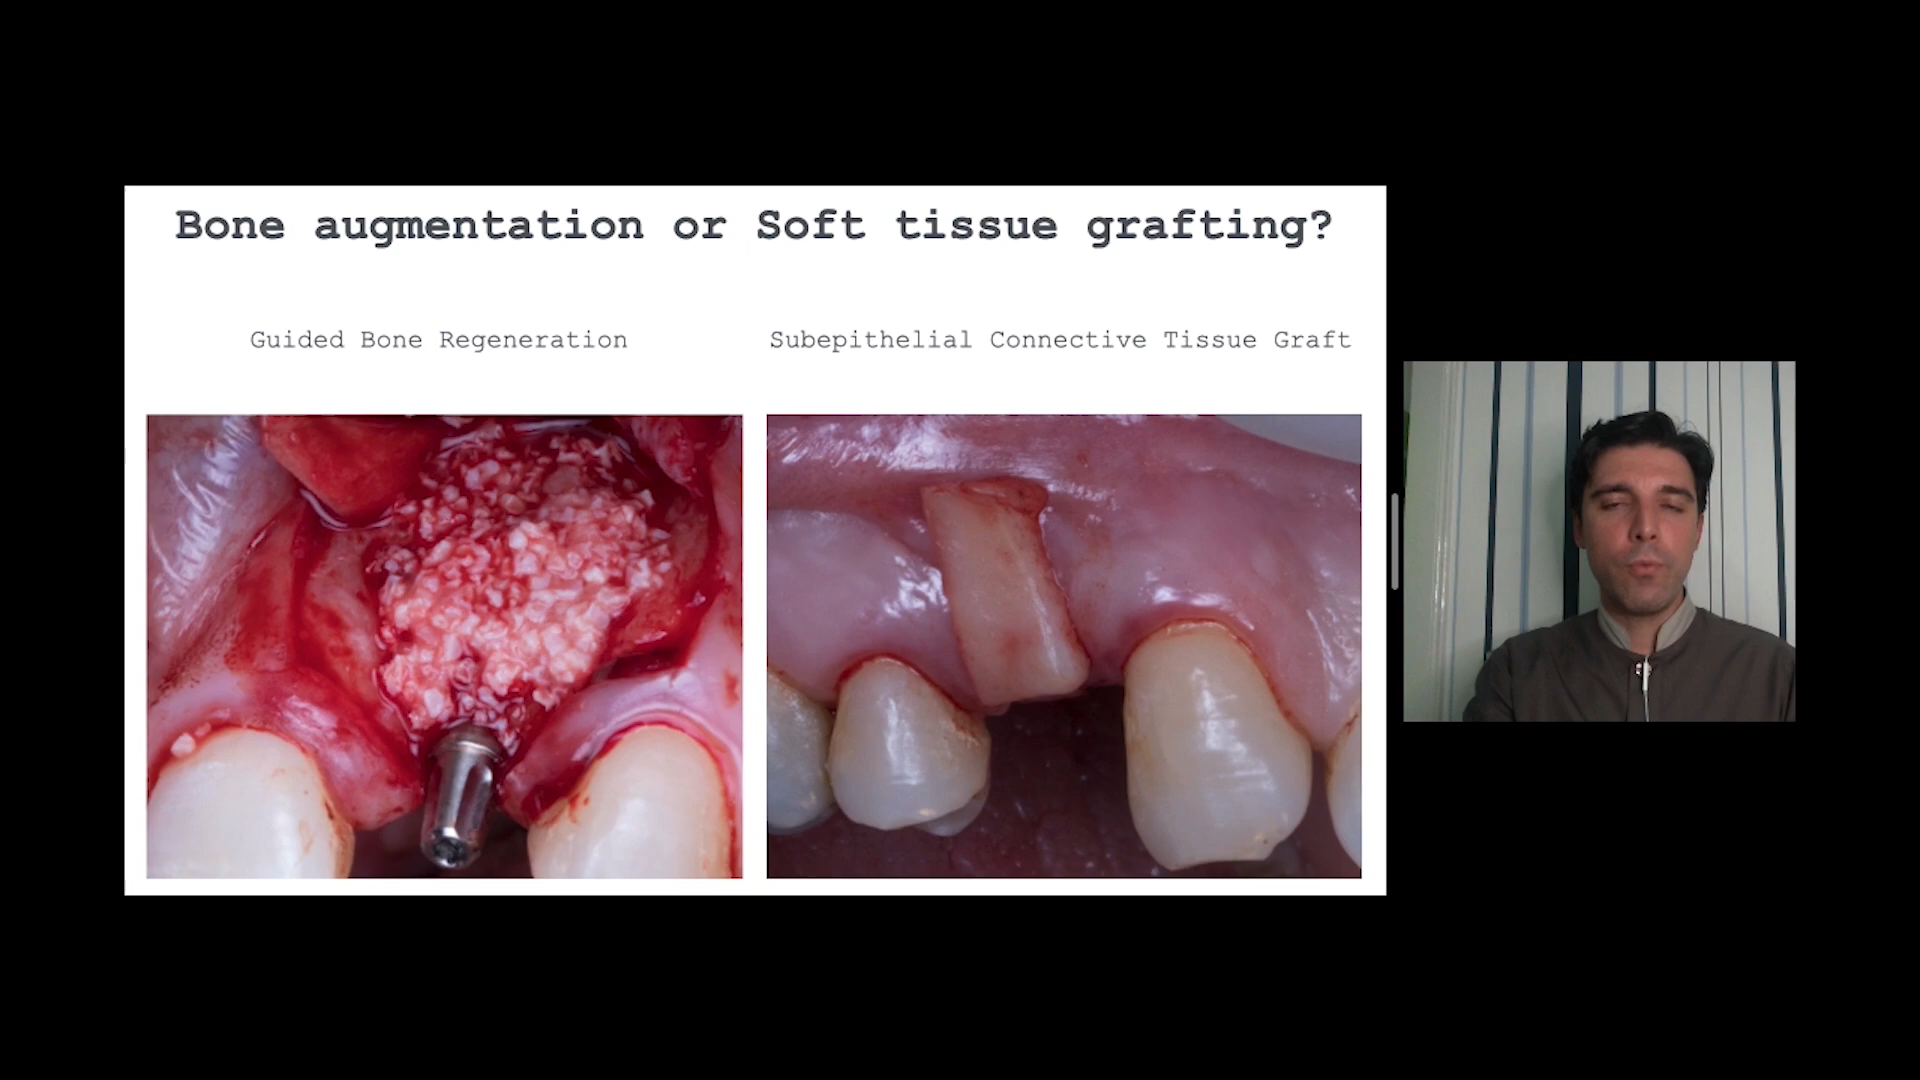 Bone augmentation or Soft tissue grafting?
Guided Bone Regeneration
Subepithelial Connective Tissue Graft